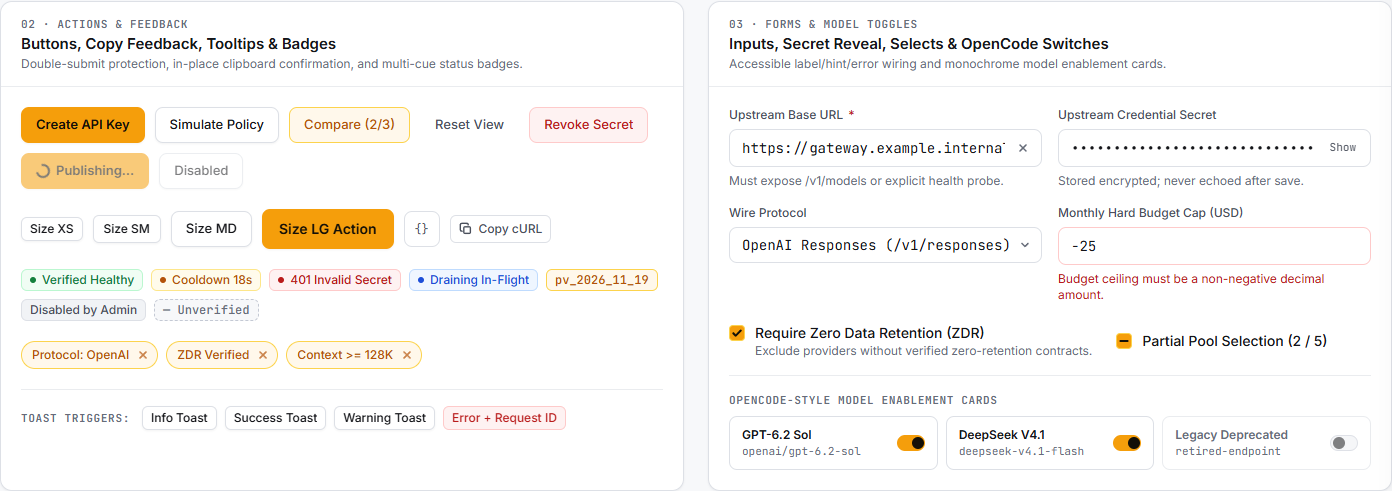 02 · ACTIONS & FEEDBACK
Buttons, Copy Feedback, Tooltips & Badges
Double-submit protection, in-place clipboard confirmation, and multi-cue status badges.
Create API Key
Simulate Policy
Compare (2/3)
Reset View
Revoke Secret
Publishing...
Disabled
Size XS
Size SM
Size MD
Size LG Action
{}
Copy cURL
Verified Healthy
Cooldown 18s
401 Invalid Secret
Draining In-Flight
pv_2026_11_19
Disabled by Admin
— Unverified
Protocol: OpenAI ×
ZDR Verified ×
Context >= 128K ×
TOAST TRIGGERS:
Info Toast
Success Toast
Warning Toast
Error + Request ID
03 · FORMS & MODEL TOGGLES
Inputs, Secret Reveal, Selects & OpenCode Switches
Accessible label/hint/error wiring and monochrome model enablement cards.
Upstream Base URL *
https://gateway.example.internal
Must expose /v1/models or explicit health probe.
Upstream Credential Secret
•••••••••••••••••••••••••••• Show
Stored encrypted; never echoed after save.
Wire Protocol
OpenAI Responses (/v1/responses)
Monthly Hard Budget Cap (USD)
-25
Budget ceiling must be a non-negative decimal
amount.
Require Zero Data Retention (ZDR)
Exclude providers without verified zero-retention contracts.
Partial Pool Selection (2 / 5)
OPENCODE-STYLE MODEL ENABLEMENT CARDS
GPT-6.2 Sol
openai/gpt-6.2-sol
DeepSeek V4.1
deepseek-v4.1-flash
Legacy Deprecated
retired-endpoint